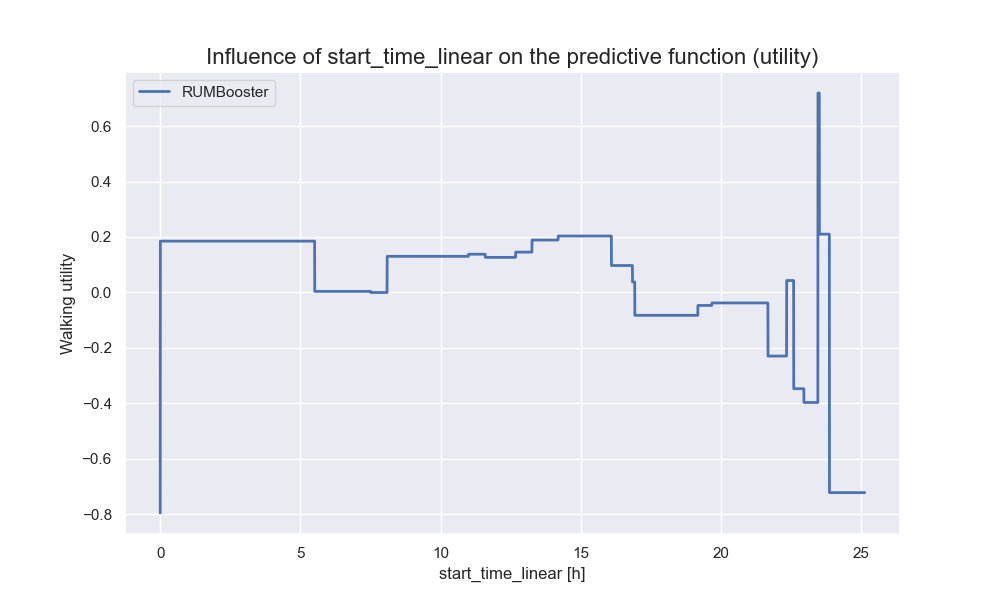 Influence of start_time_linear on the predictive function (utility)
RUMBooster
0.6
0.4
0.2
0.0
−0.2
−0.4
−0.6
−0.8
Walking utility
0 5 10 15 20 25
start_time_linear [h]